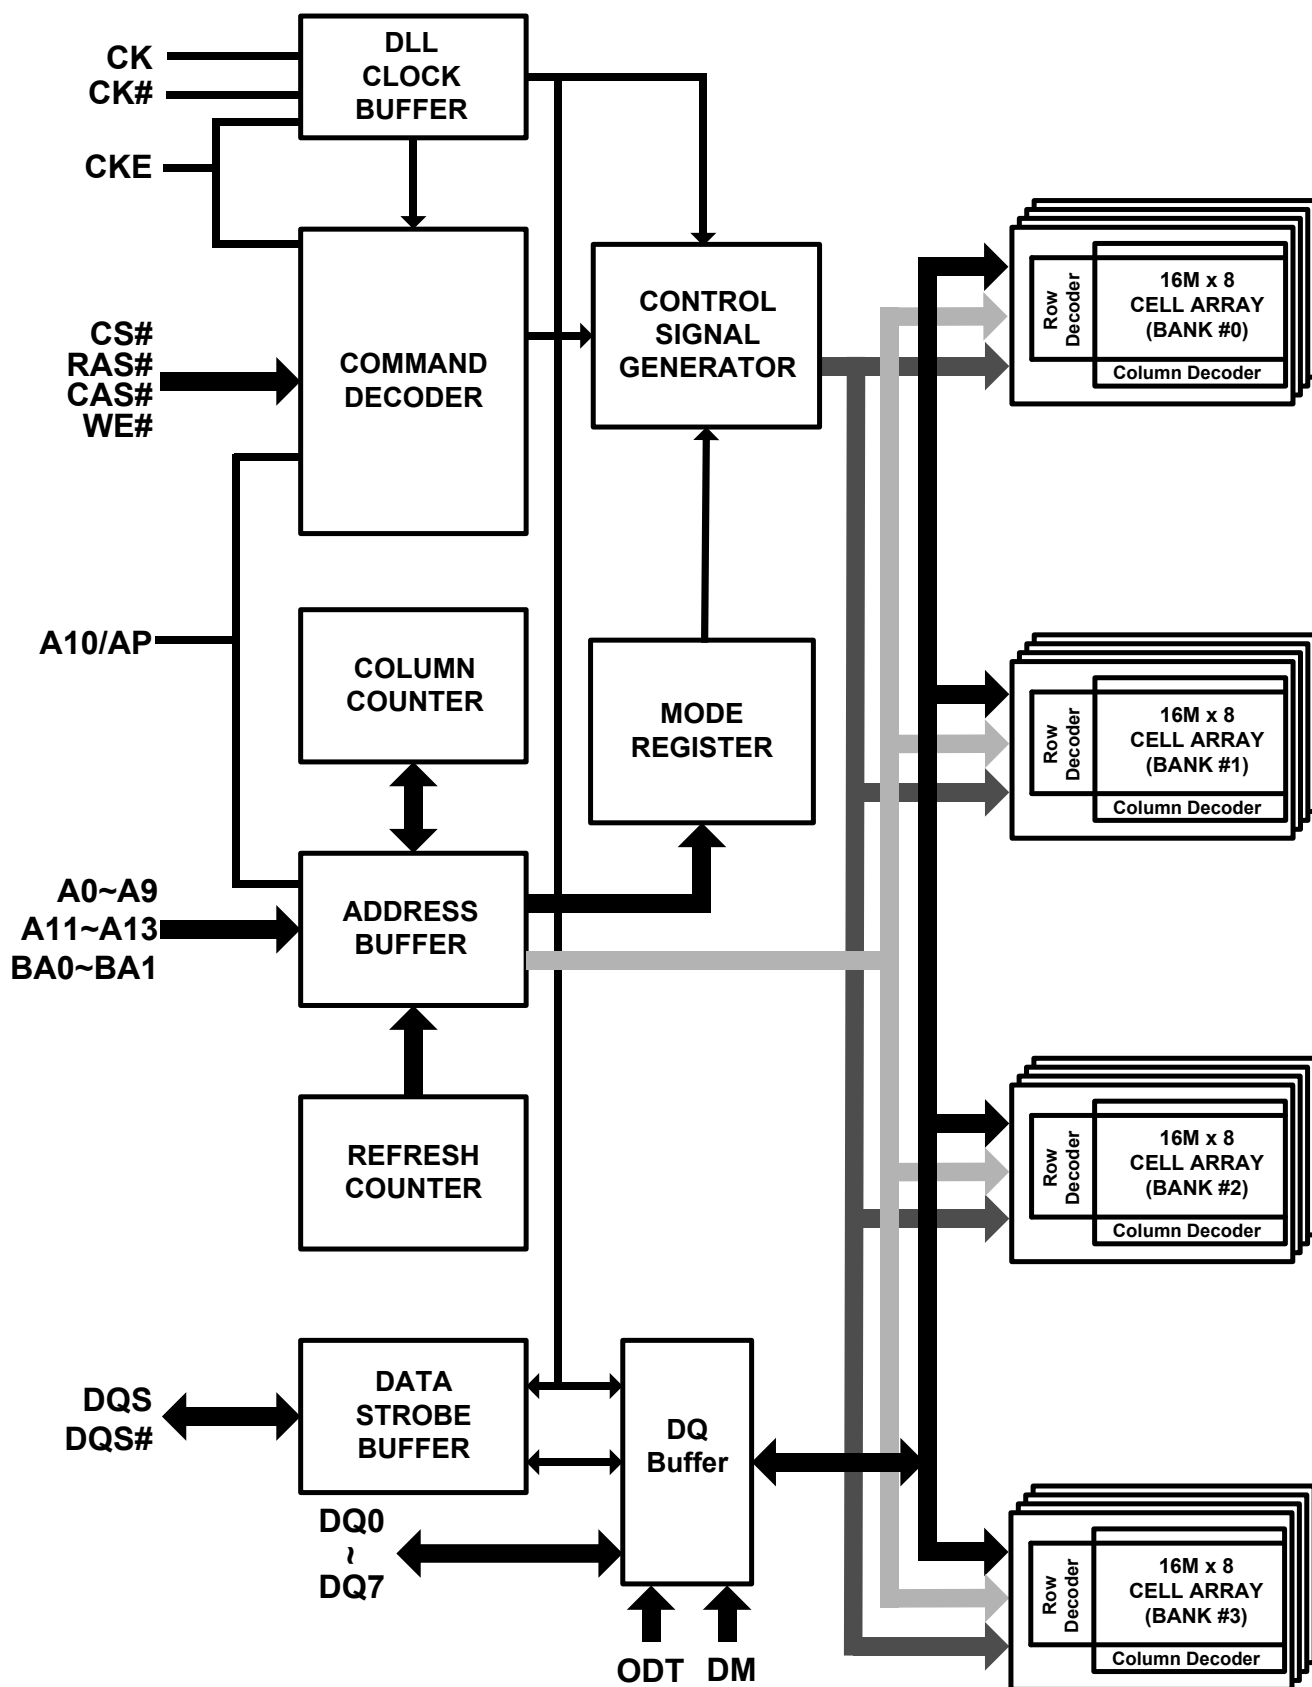 CK
CK#
CKE
DLL
CLOCK
BUFFER
CS#
RAS#
CAS#
WE#
COMMAND
DECODER
CONTROL
SIGNAL
GENERATOR
Row
Decoder
16M x 8
CELL ARRAY
(BANK #0)
Column Decoder
A10/AP
COLUMN
COUNTER
MODE
REGISTER
Row
Decoder
16M x 8
CELL ARRAY
(BANK #1)
Column Decoder
A0~A9
A11~A13
BA0~BA1
ADDRESS
BUFFER
REFRESH
COUNTER
Row
Decoder
16M x 8
CELL ARRAY
(BANK #2)
Column Decoder
DQS
DQS#
DATA
STROBE
BUFFER
DQ
Buffer
DQ0
~
DQ7
ODT DM
Row
Decoder
16M x 8
CELL ARRAY
(BANK #3)
Column Decoder